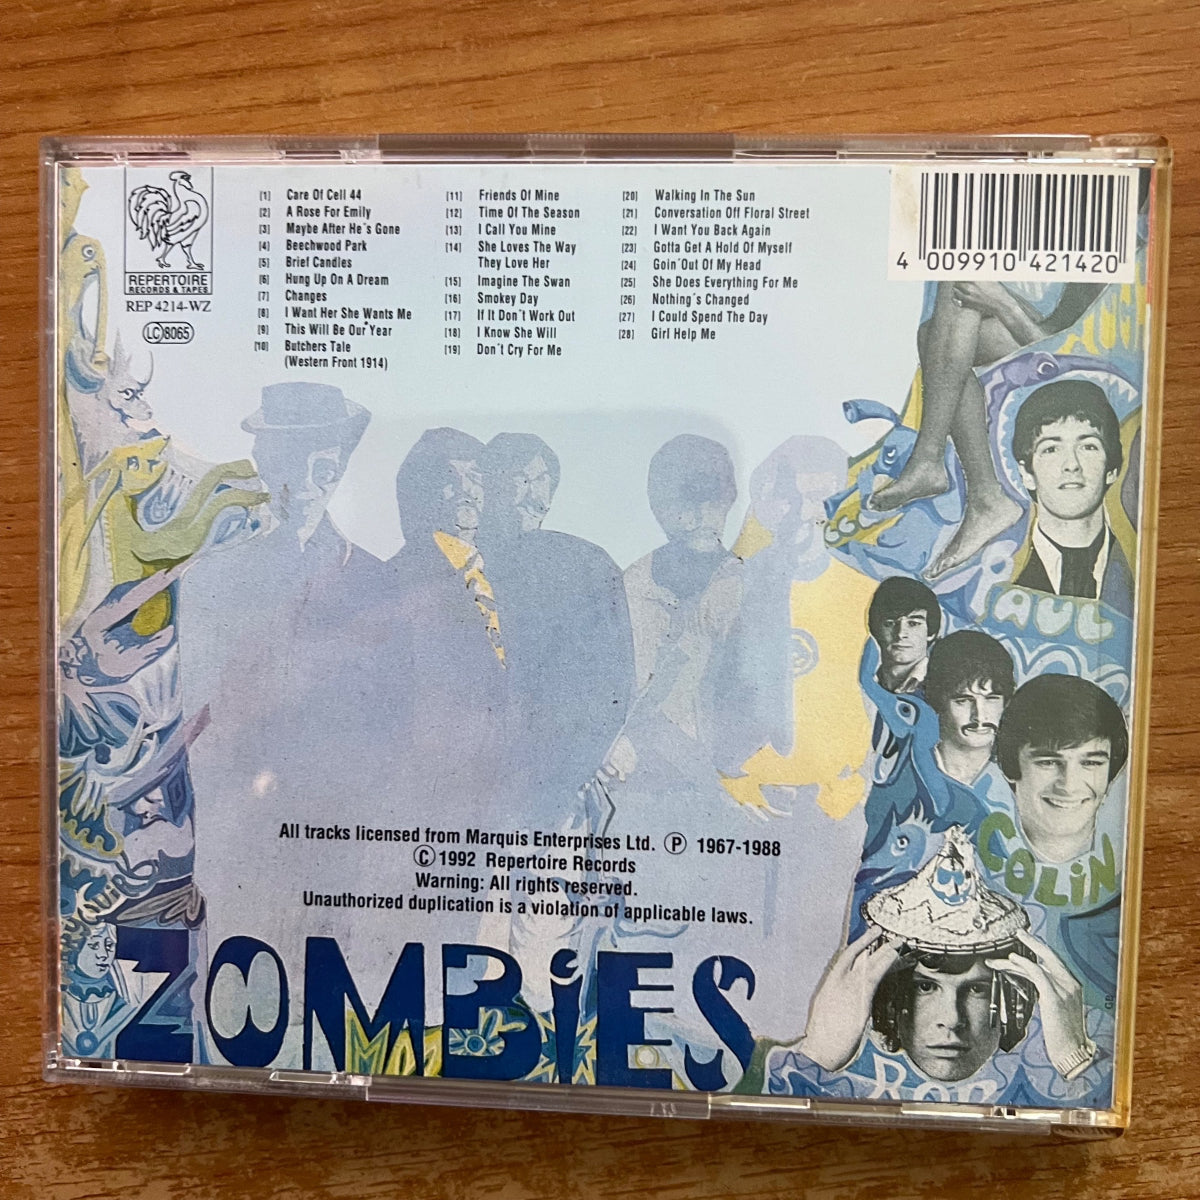 REPERTOIRE
RECORDS & TAPES
REP 4214-WZ
LC 8065
[1] Care Of Cell 44
[2] A Rose For Emily
[3] Maybe After He´s Gone
[4] Beechwood Park
[5] Brief Candles
[6] Hung Up On A Dream
[7] Changes
[8] I Want Her She Wants Me
[9] This Will Be Our Year
[10] Butchers Tale
(Western Front 1914)
[11] Friends Of Mine
[12] Time Of The Season
[13] I Call You Mine
[14] She Loves The Way
They Love Her
[15] Imagine The Swan
[16] Smokey Day
[17] If It Don´t Work Out
[18] I Know She Will
[19] Don´t Cry For Me
[20] Walking In The Sun
[21] Conversation Off Floral Street
[22] I Want You Back Again
[23] Gotta Get A Hold Of Myself
[24] Goin´Out Of My Head
[25] She Does Everything For Me
[26] Nothing´s Changed
[27] I Could Spend The Day
[28] Girl Help Me
4 009910 421420
PAUL
COLiN
ROD
GB
All tracks licensed from Marquis Enterprises Ltd. Ⓟ 1967-1988
© 1992 Repertoire Records
Warning: All rights reserved.
Unauthorized duplication is a violation of applicable laws.
ZOMBiES